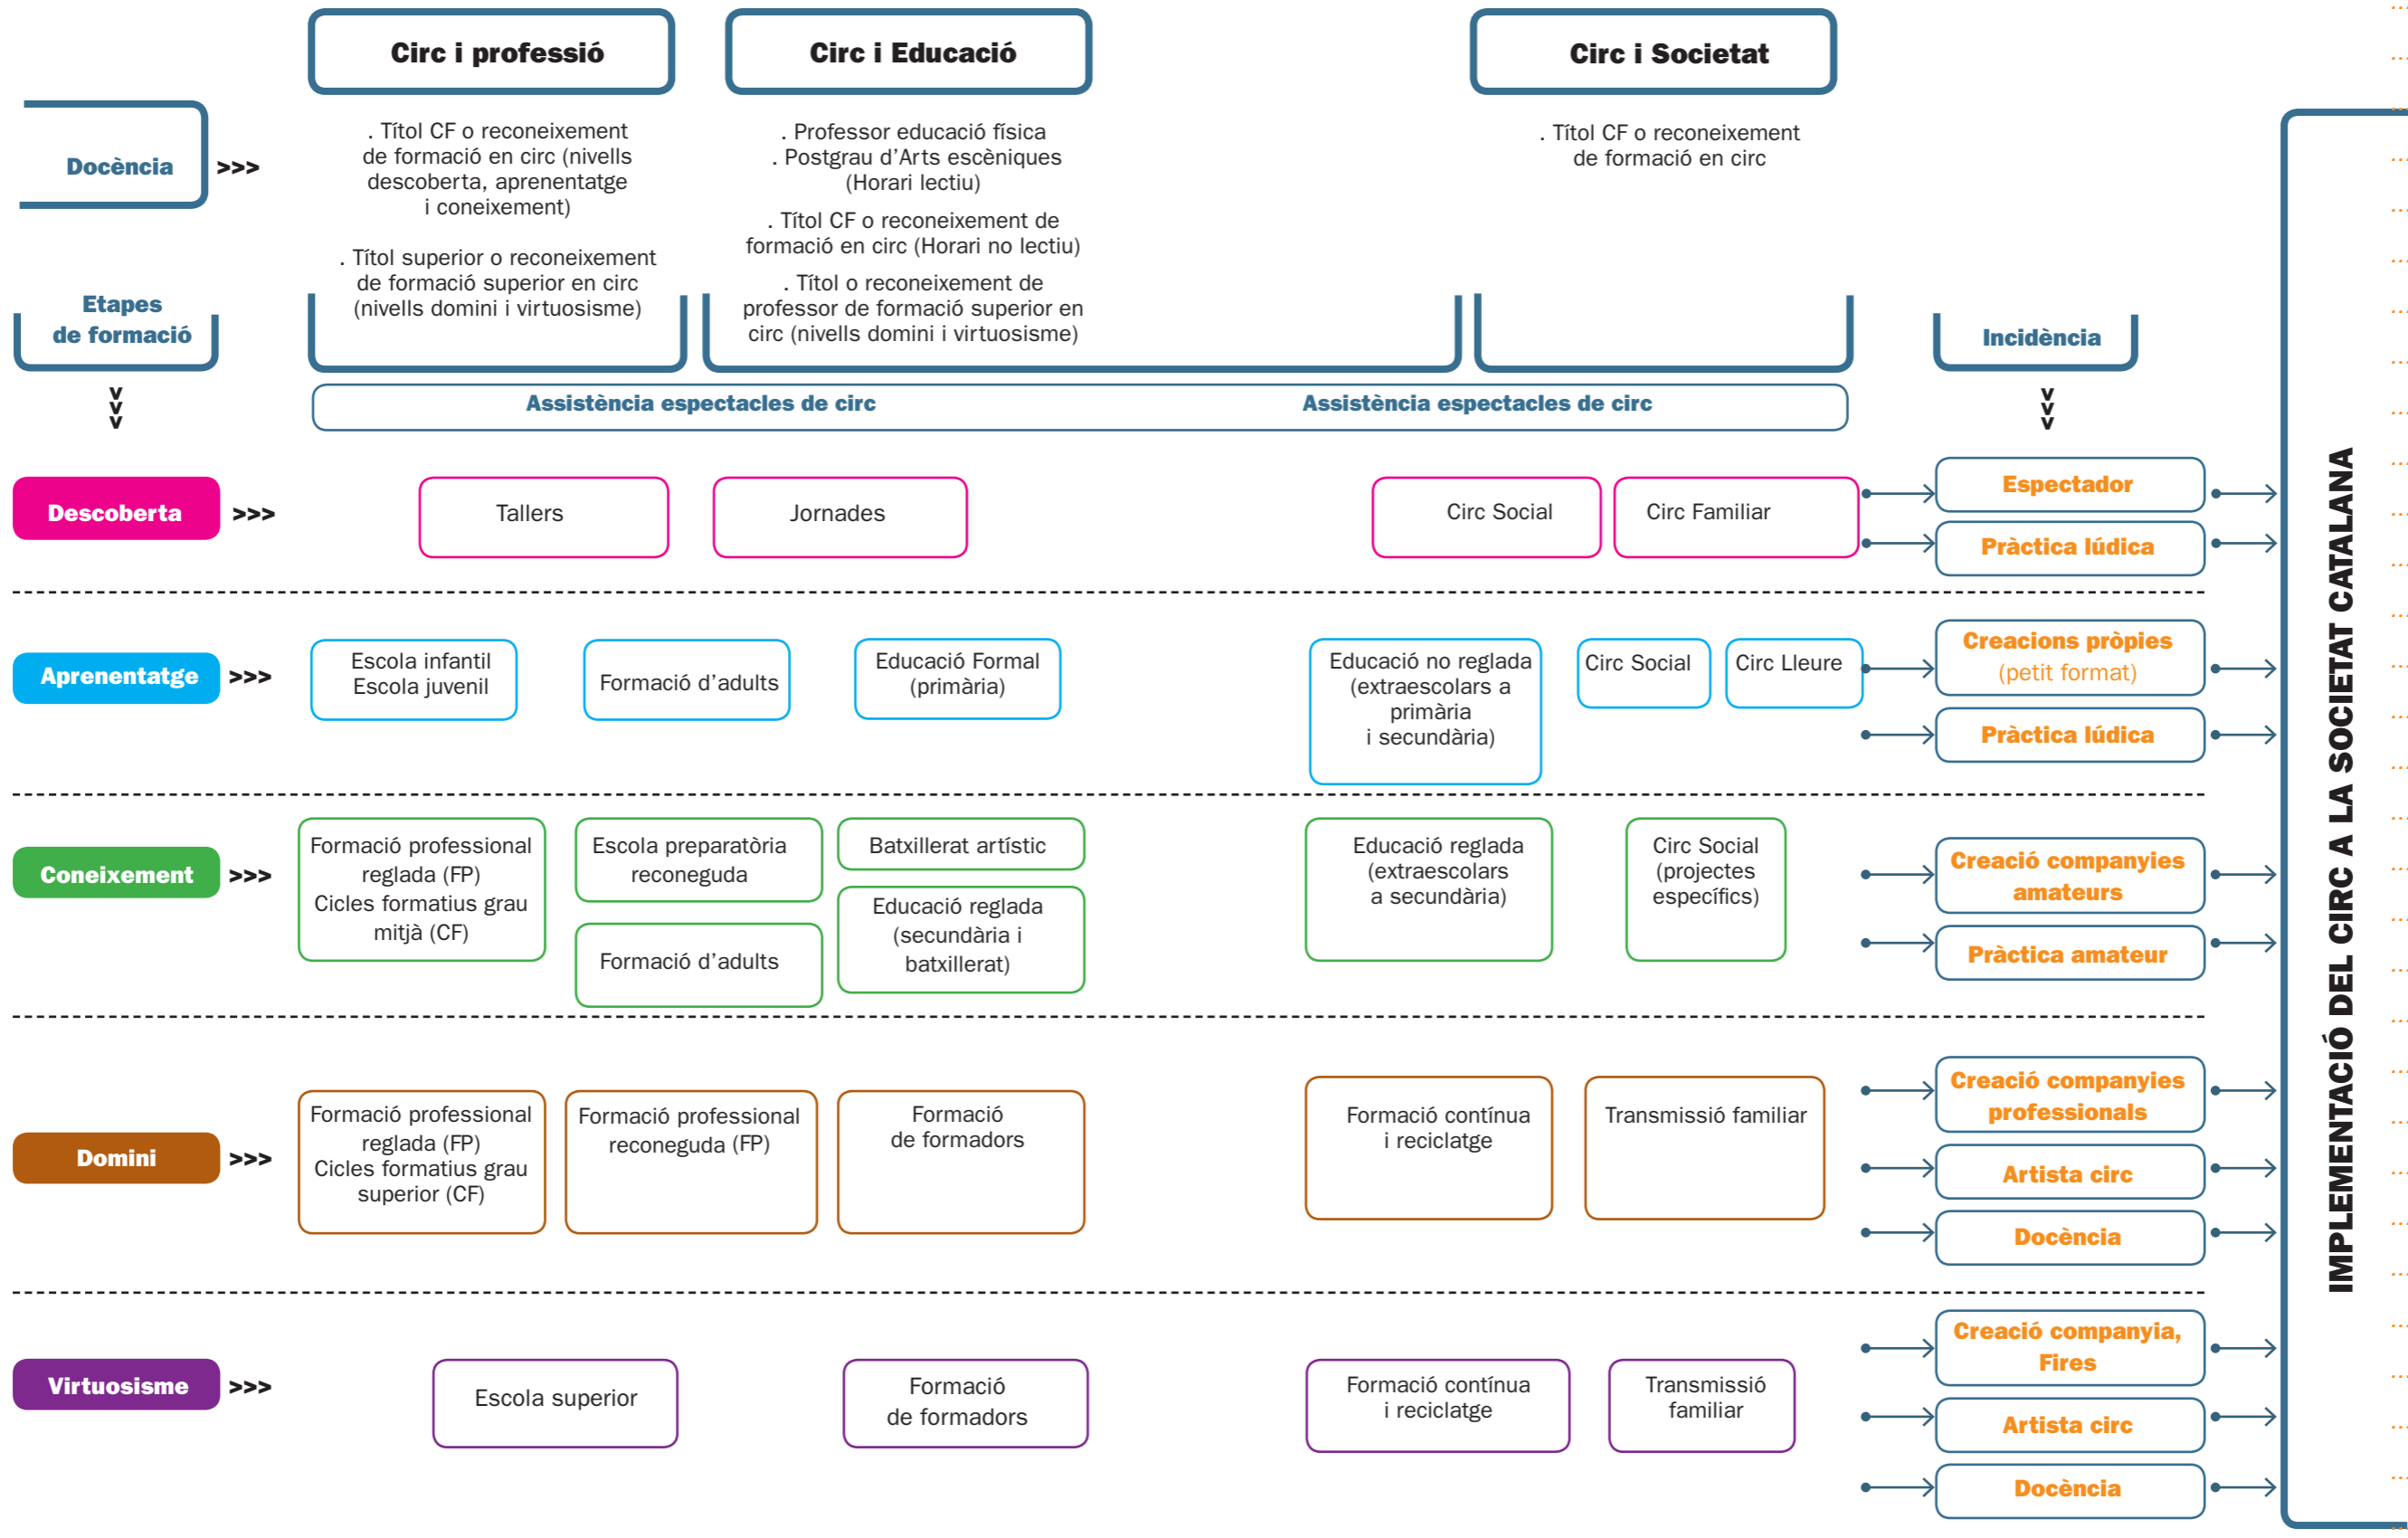 Circ i professió
Circ i Educació
Circ i Societat
Docència
>>>
. Títol CF o reconeixement
de formació en circ (nivells
descoberta, aprenentatge
i coneixement)
. Títol superior o reconeixement
de formació superior en circ
(nivells domini i virtuosisme)
. Professor educació física
. Postgrau d’Arts escèniques
(Horari lectiu)
. Títol CF o reconeixement de
formació en circ (Horari no lectiu)
. Títol o reconeixement de
professor de formació superior en
circ (nivells domini i virtuosisme)
. Títol CF o reconeixement
de formació en circ
Etapes
de formació
>>>
Incidència
>>>
Assistència espectacles de circ
Assistència espectacles de circ
Descoberta
>>>
Tallers
Jornades
Circ Social
Circ Familiar
Espectador
Pràctica lúdica
Aprenentatge
>>>
Escola infantil
Escola juvenil
Formació d’adults
Educació Formal
(primària)
Educació no reglada
(extraescolars a
primària
i secundària)
Circ Social
Circ Lleure
Creacions pròpies
(petit format)
Pràctica lúdica
Coneixement
>>>
Formació professional
reglada (FP)
Cicles formatius grau
mitjà (CF)
Escola preparatòria
reconeguda
Formació d’adults
Batxillerat artístic
Educació reglada
(secundària i
batxillerat)
Educació reglada
(extraescolars
a secundària)
Circ Social
(projectes
específics)
Creació companyies
amateurs
Pràctica amateur
Domini
>>>
Formació professional
reglada (FP)
Cicles formatius grau
superior (CF)
Formació professional
reconeguda (FP)
Formació
de formadors
Formació contínua
i reciclatge
Transmissió familiar
Creació companyies
professionals
Artista circ
Docència
Virtuosisme
>>>
Escola superior
Formació
de formadors
Formació contínua
i reciclatge
Transmissió
familiar
Creació companyia,
Fires
Artista circ
Docència
IMPLEMENTACIÓ DEL CIRC A LA SOCIETAT CATALANA